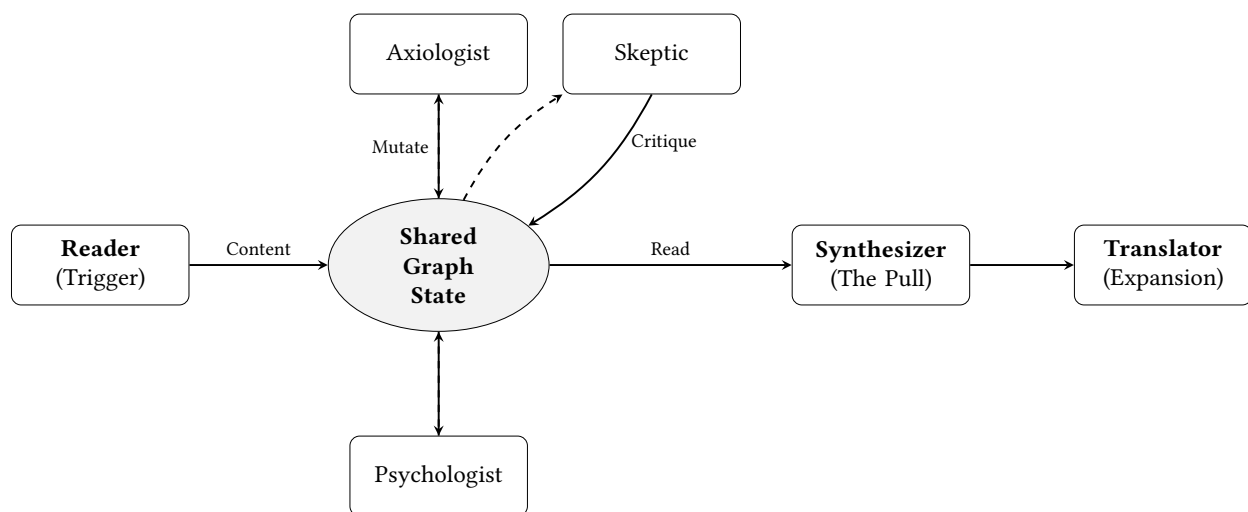 Axiologist
Skeptic
Mutate
Critique
Reader
(Trigger)
Content
Shared
Graph
State
Read
Synthesizer
(The Pull)
Translator
(Expansion)
Psychologist